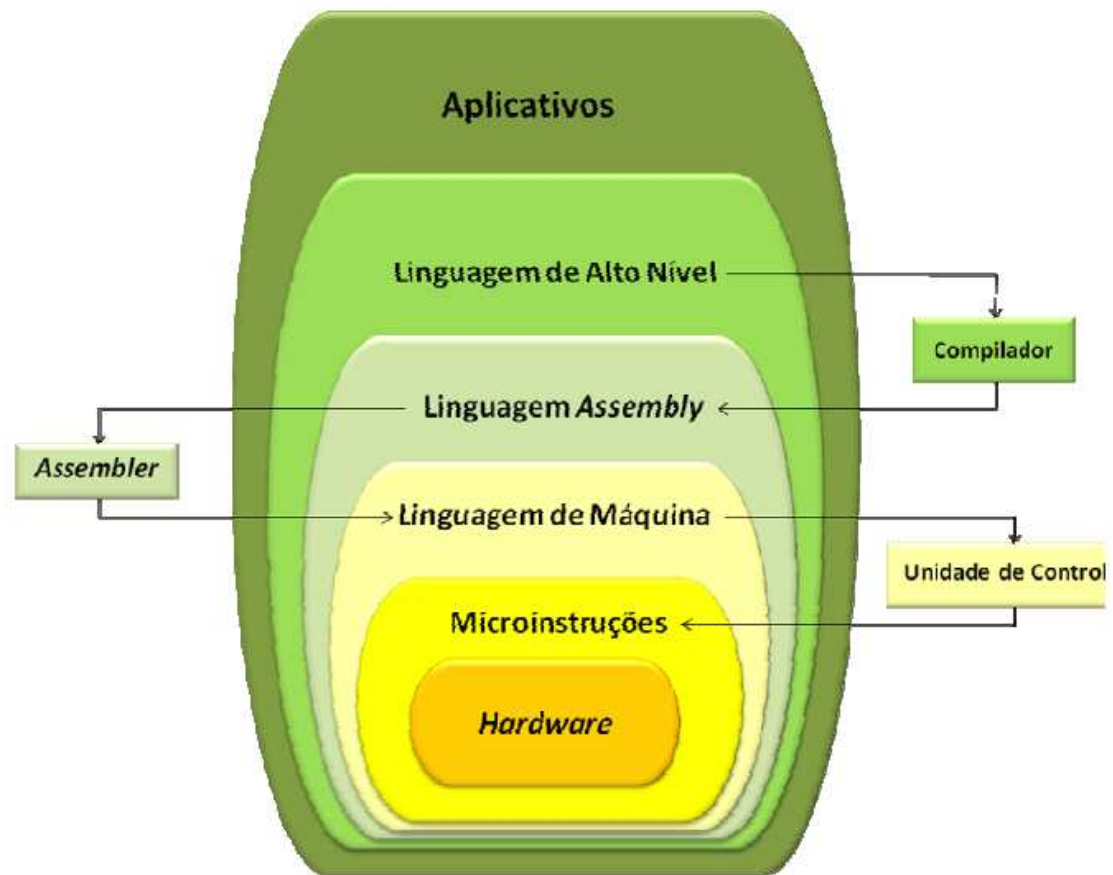 Aplicativos
Linguagem de Alto Nível
Compilador
Linguagem Assembly
Assembler
Linguagem de Máquina
Unidade de Control
Microinstruções
Hardware